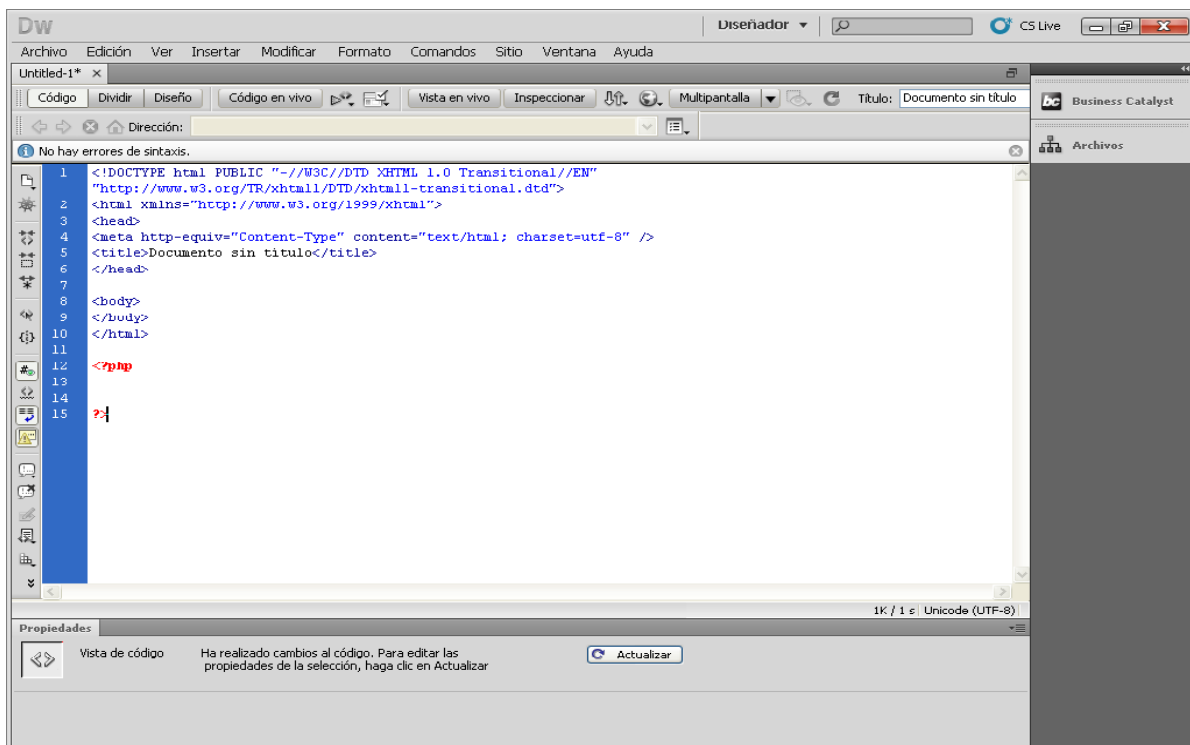 Dw Diseñador CS Live
Archivo Edición Ver Insertar Modificar Formato Comandos Sitio Ventana Ayuda
Untitled-1*
Código Dividir Diseño Código en vivo Vista en vivo Inspeccionar Multipantalla Título: Documento sin título
Dirección:
No hay errores de sintaxis.
1 <!DOCTYPE html PUBLIC "-//W3C//DTD XHTML 1.0 Transitional//EN"
"http://www.w3.org/TR/xhtml1/DTD/xhtml1-transitional.dtd">
2 <html xmlns="http://www.w3.org/1999/xhtml">
3 <head>
4 <meta http-equiv="Content-Type" content="text/html; charset=utf-8" />
5 <title>Documento sin título</title>
6 </head>
7
8 <body>
9 </body>
10 </html>
11
12 <?php
13
14
15 ?>
1K / 1 s Unicode (UTF-8)
Propiedades
Vista de código Ha realizado cambios al código. Para editar las
propiedades de la selección, haga clic en Actualizar
Actualizar
bc Business Catalyst
Archivos